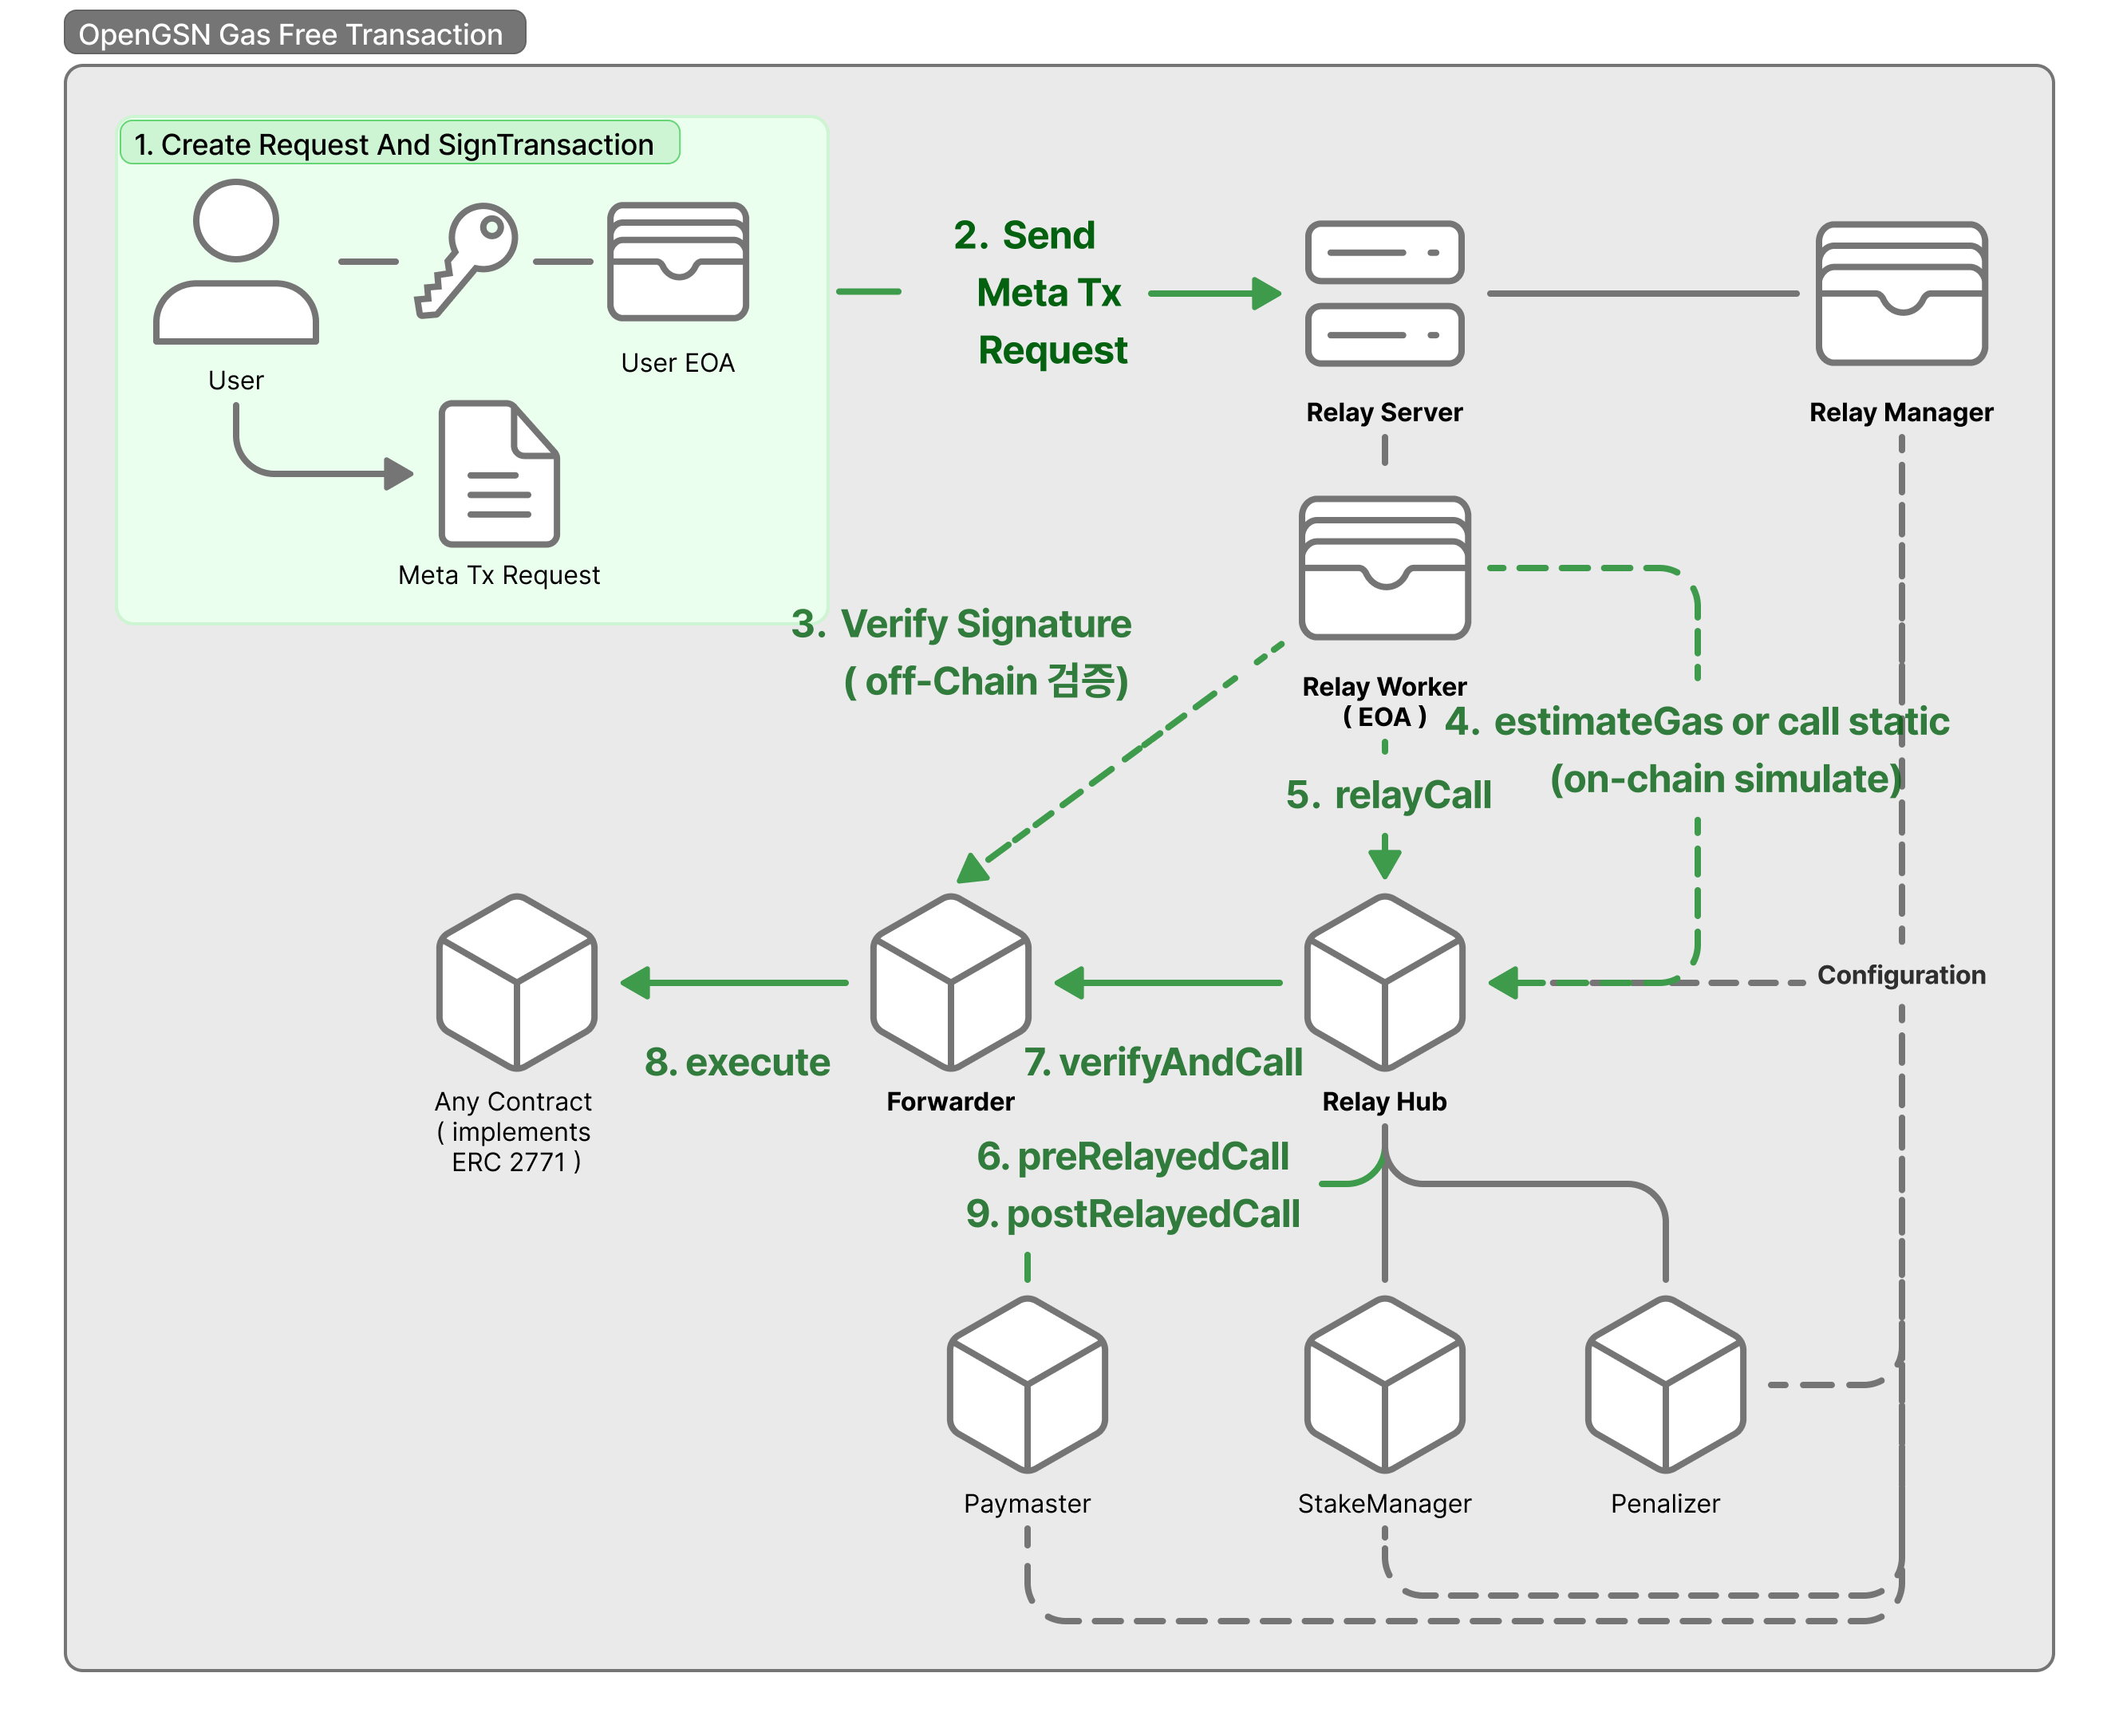 OpenGSN Gas Free Transaction
1. Create Request And SignTransaction
User
User EOA
Meta Tx Request
2. Send
Meta Tx
Request
Relay Server
Relay Manager
3. Verify Signature
( off-Chain 검증)
Relay Worker
( EOA )
4. estimateGas or call static
(on-chain simulate)
5. relayCall
Configuration
8. execute
7. verifyAndCall
Any Contract
( implements
ERC 2771 )
Forwarder
Relay Hub
6. preRelayedCall
9. postRelayedCall
Paymaster
StakeManager
Penalizer